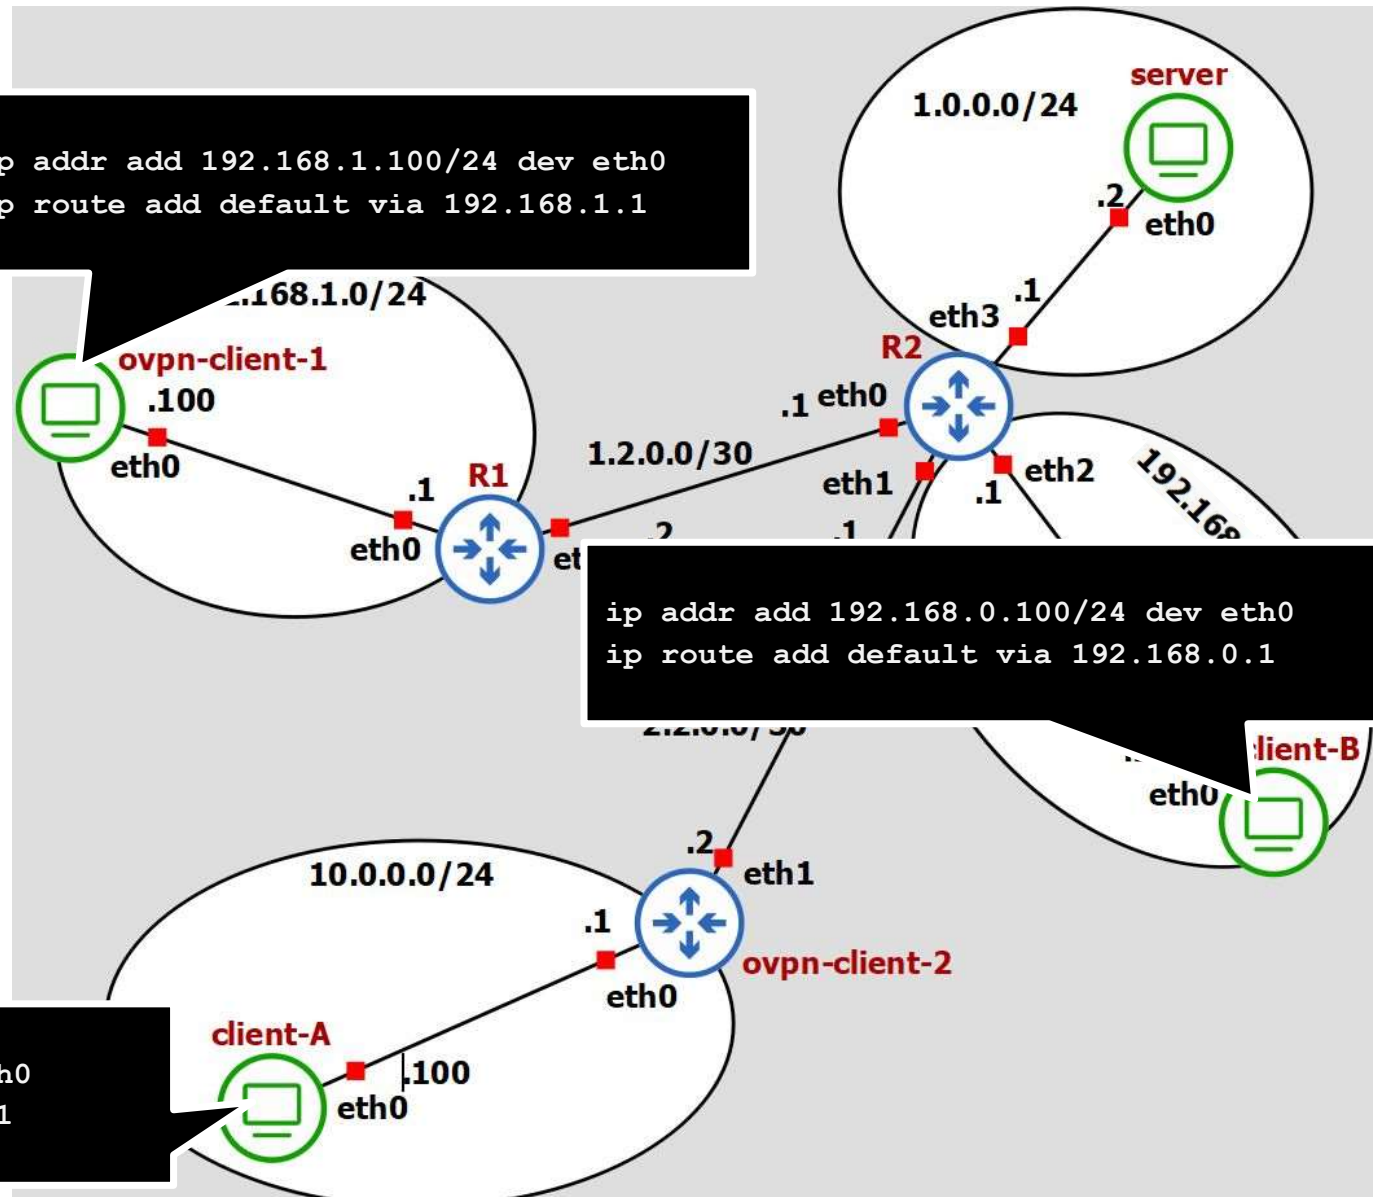 server
1.0.0.0/24
p addr add 192.168.1.100/24 dev eth0
p route add default via 192.168.1.1
.2
eth0
.168.1.0/24
.1
eth3
R2
ovpn-client-1
.100
eth0
.1 eth0
1.2.0.0/30
eth1
eth2
.1
192.168
R1
.1
eth0
.2
.1
ip addr add 192.168.0.100/24 dev eth0
ip route add default via 192.168.0.1
lient-B
eth0
.2
eth1
10.0.0.0/24
.1
ovpn-client-2
eth0
client-A
h0
1
.100
eth0